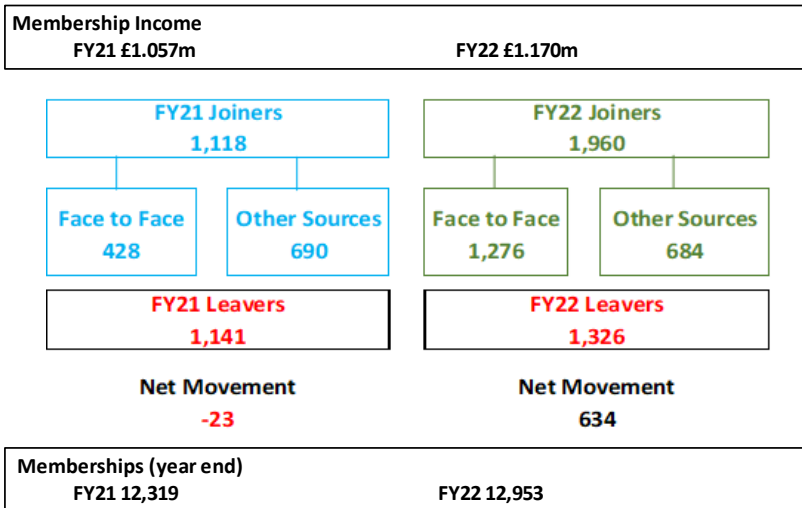 Membership Income
FY21 £1.057m FY22 £1.170m
FY21 Joiners FY22 Joiners
1,118 1,960
Face to Face Other Sources Face to Face Other Sources
428 690 1,276 684
FY21 Leavers FY22 Leavers
1,141 1,326
Net Movement Net Movement
-23 634
Memberships (year end)
FY21 12,319 FY22 12,953